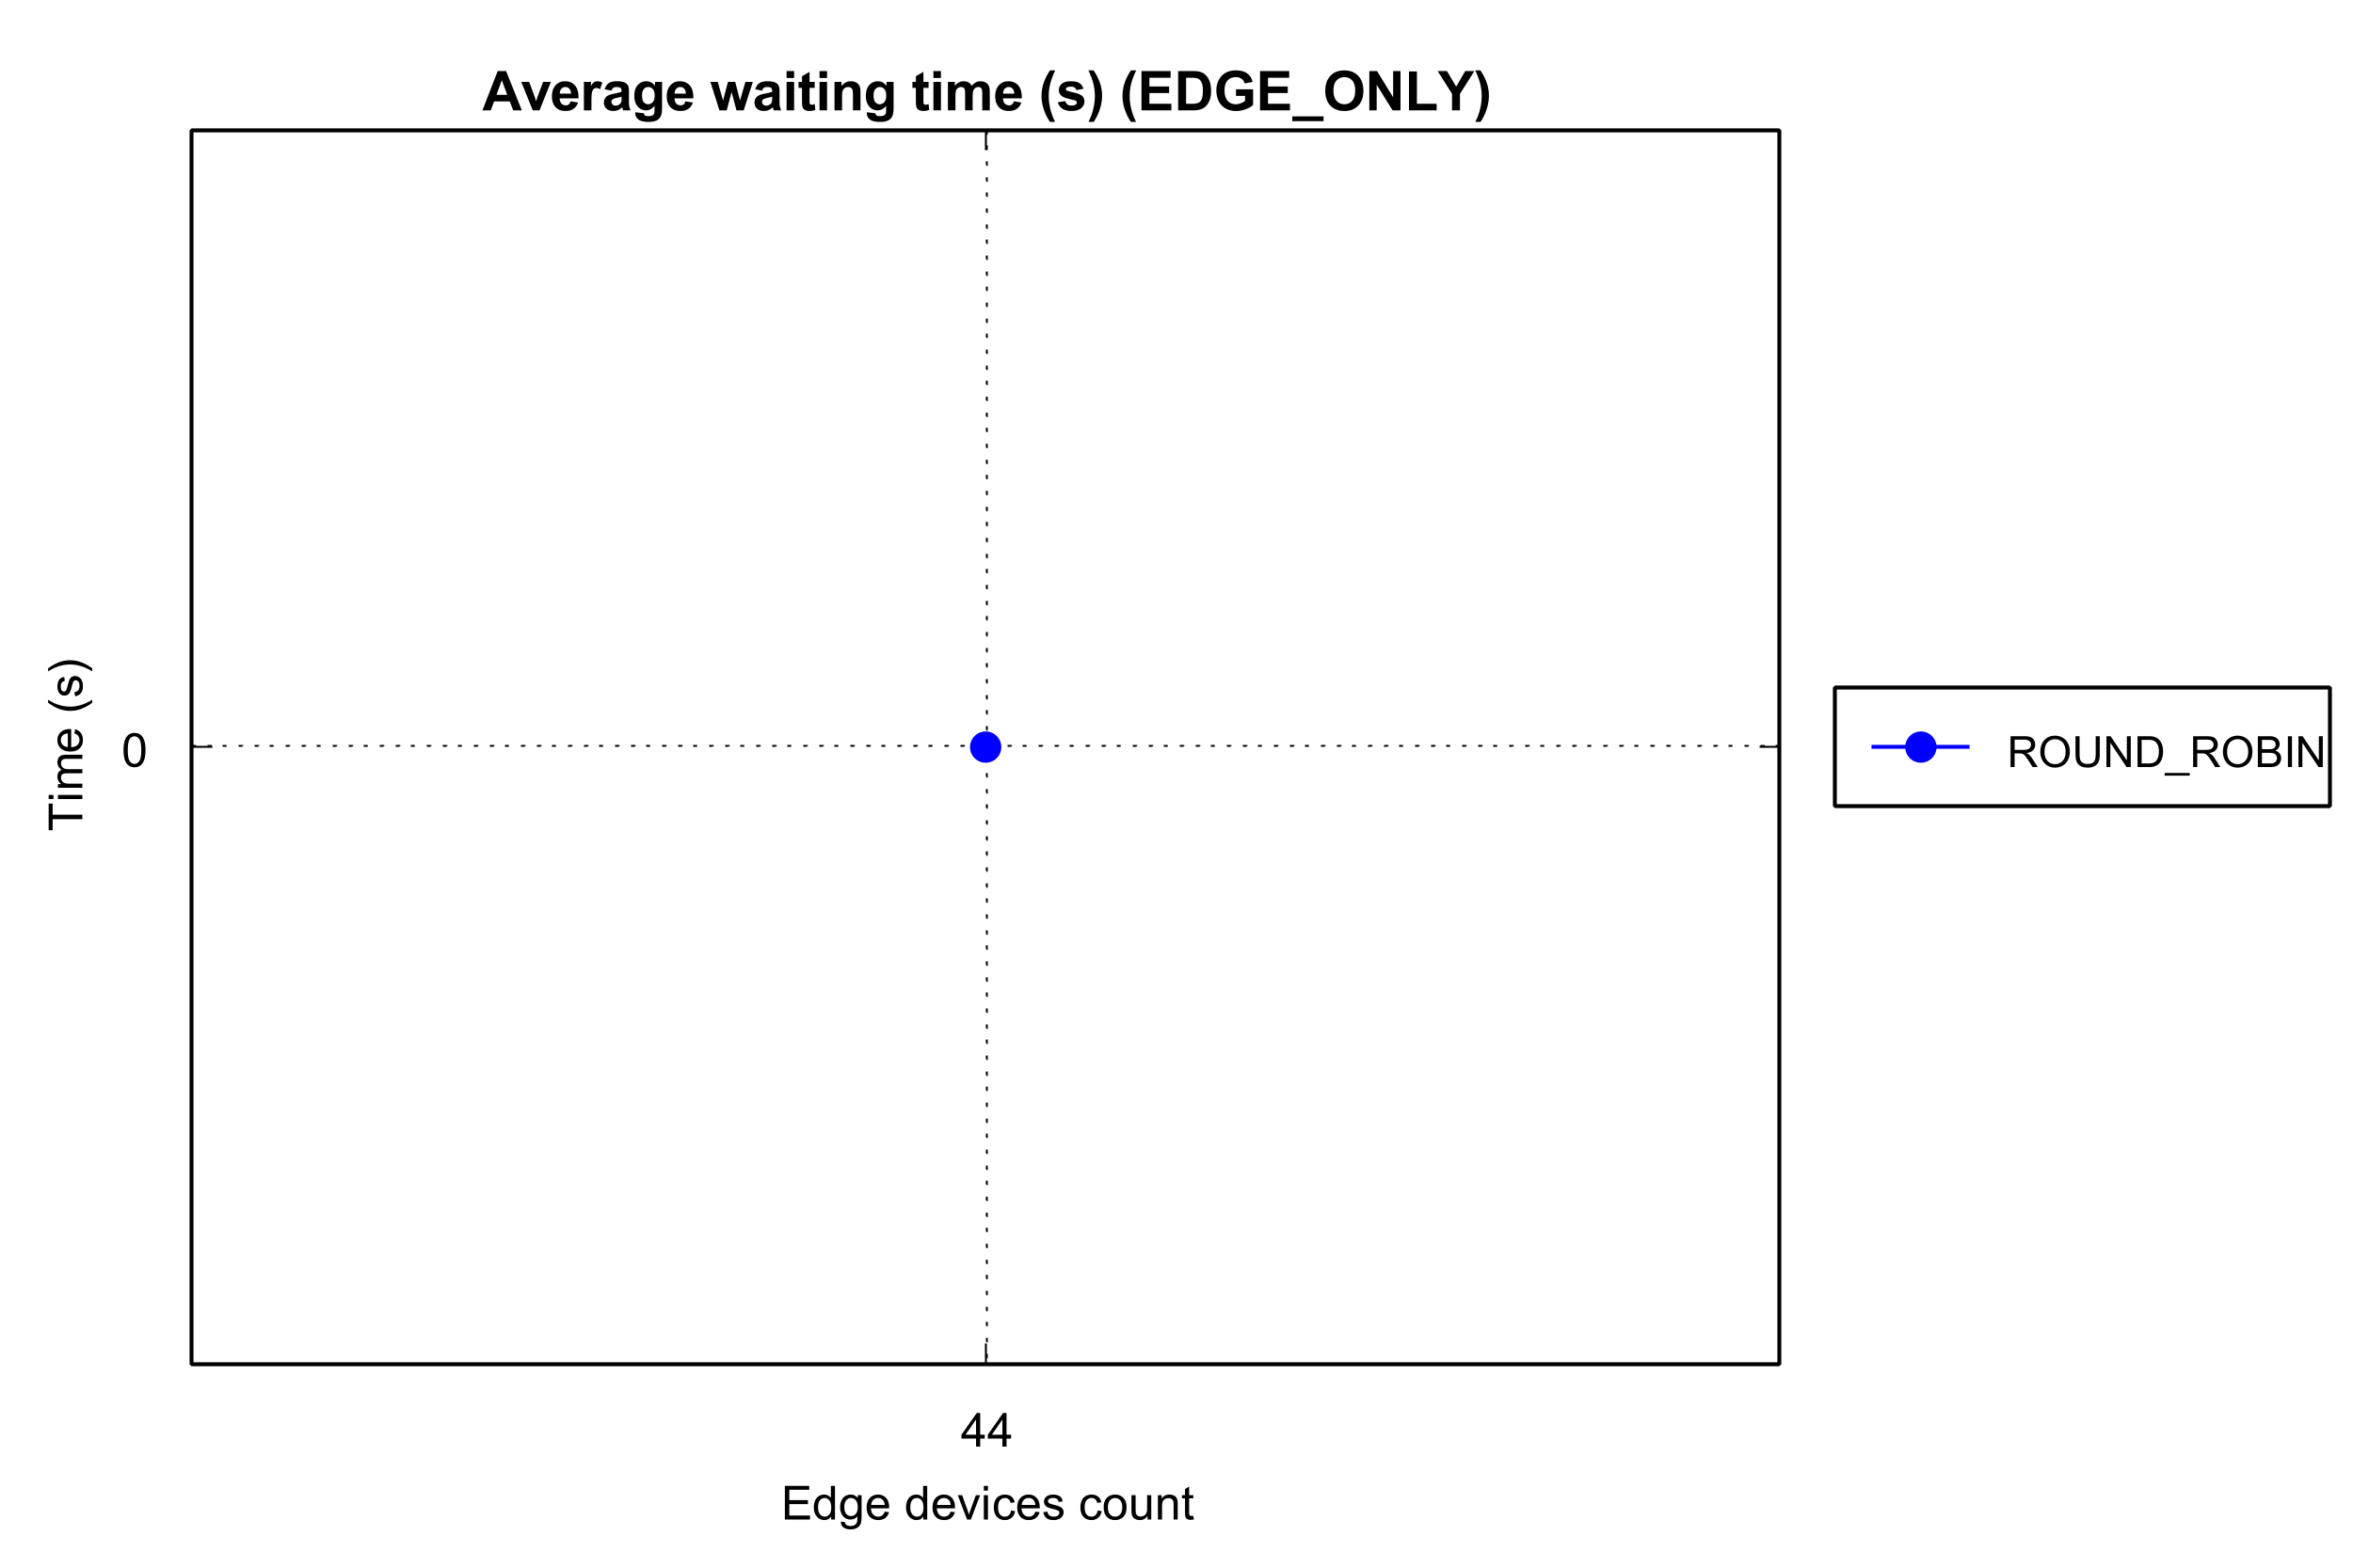 Average waiting time (s) (EDGE_ONLY)
Time (s)
0
ROUND_ROBIN
44
Edge devices count